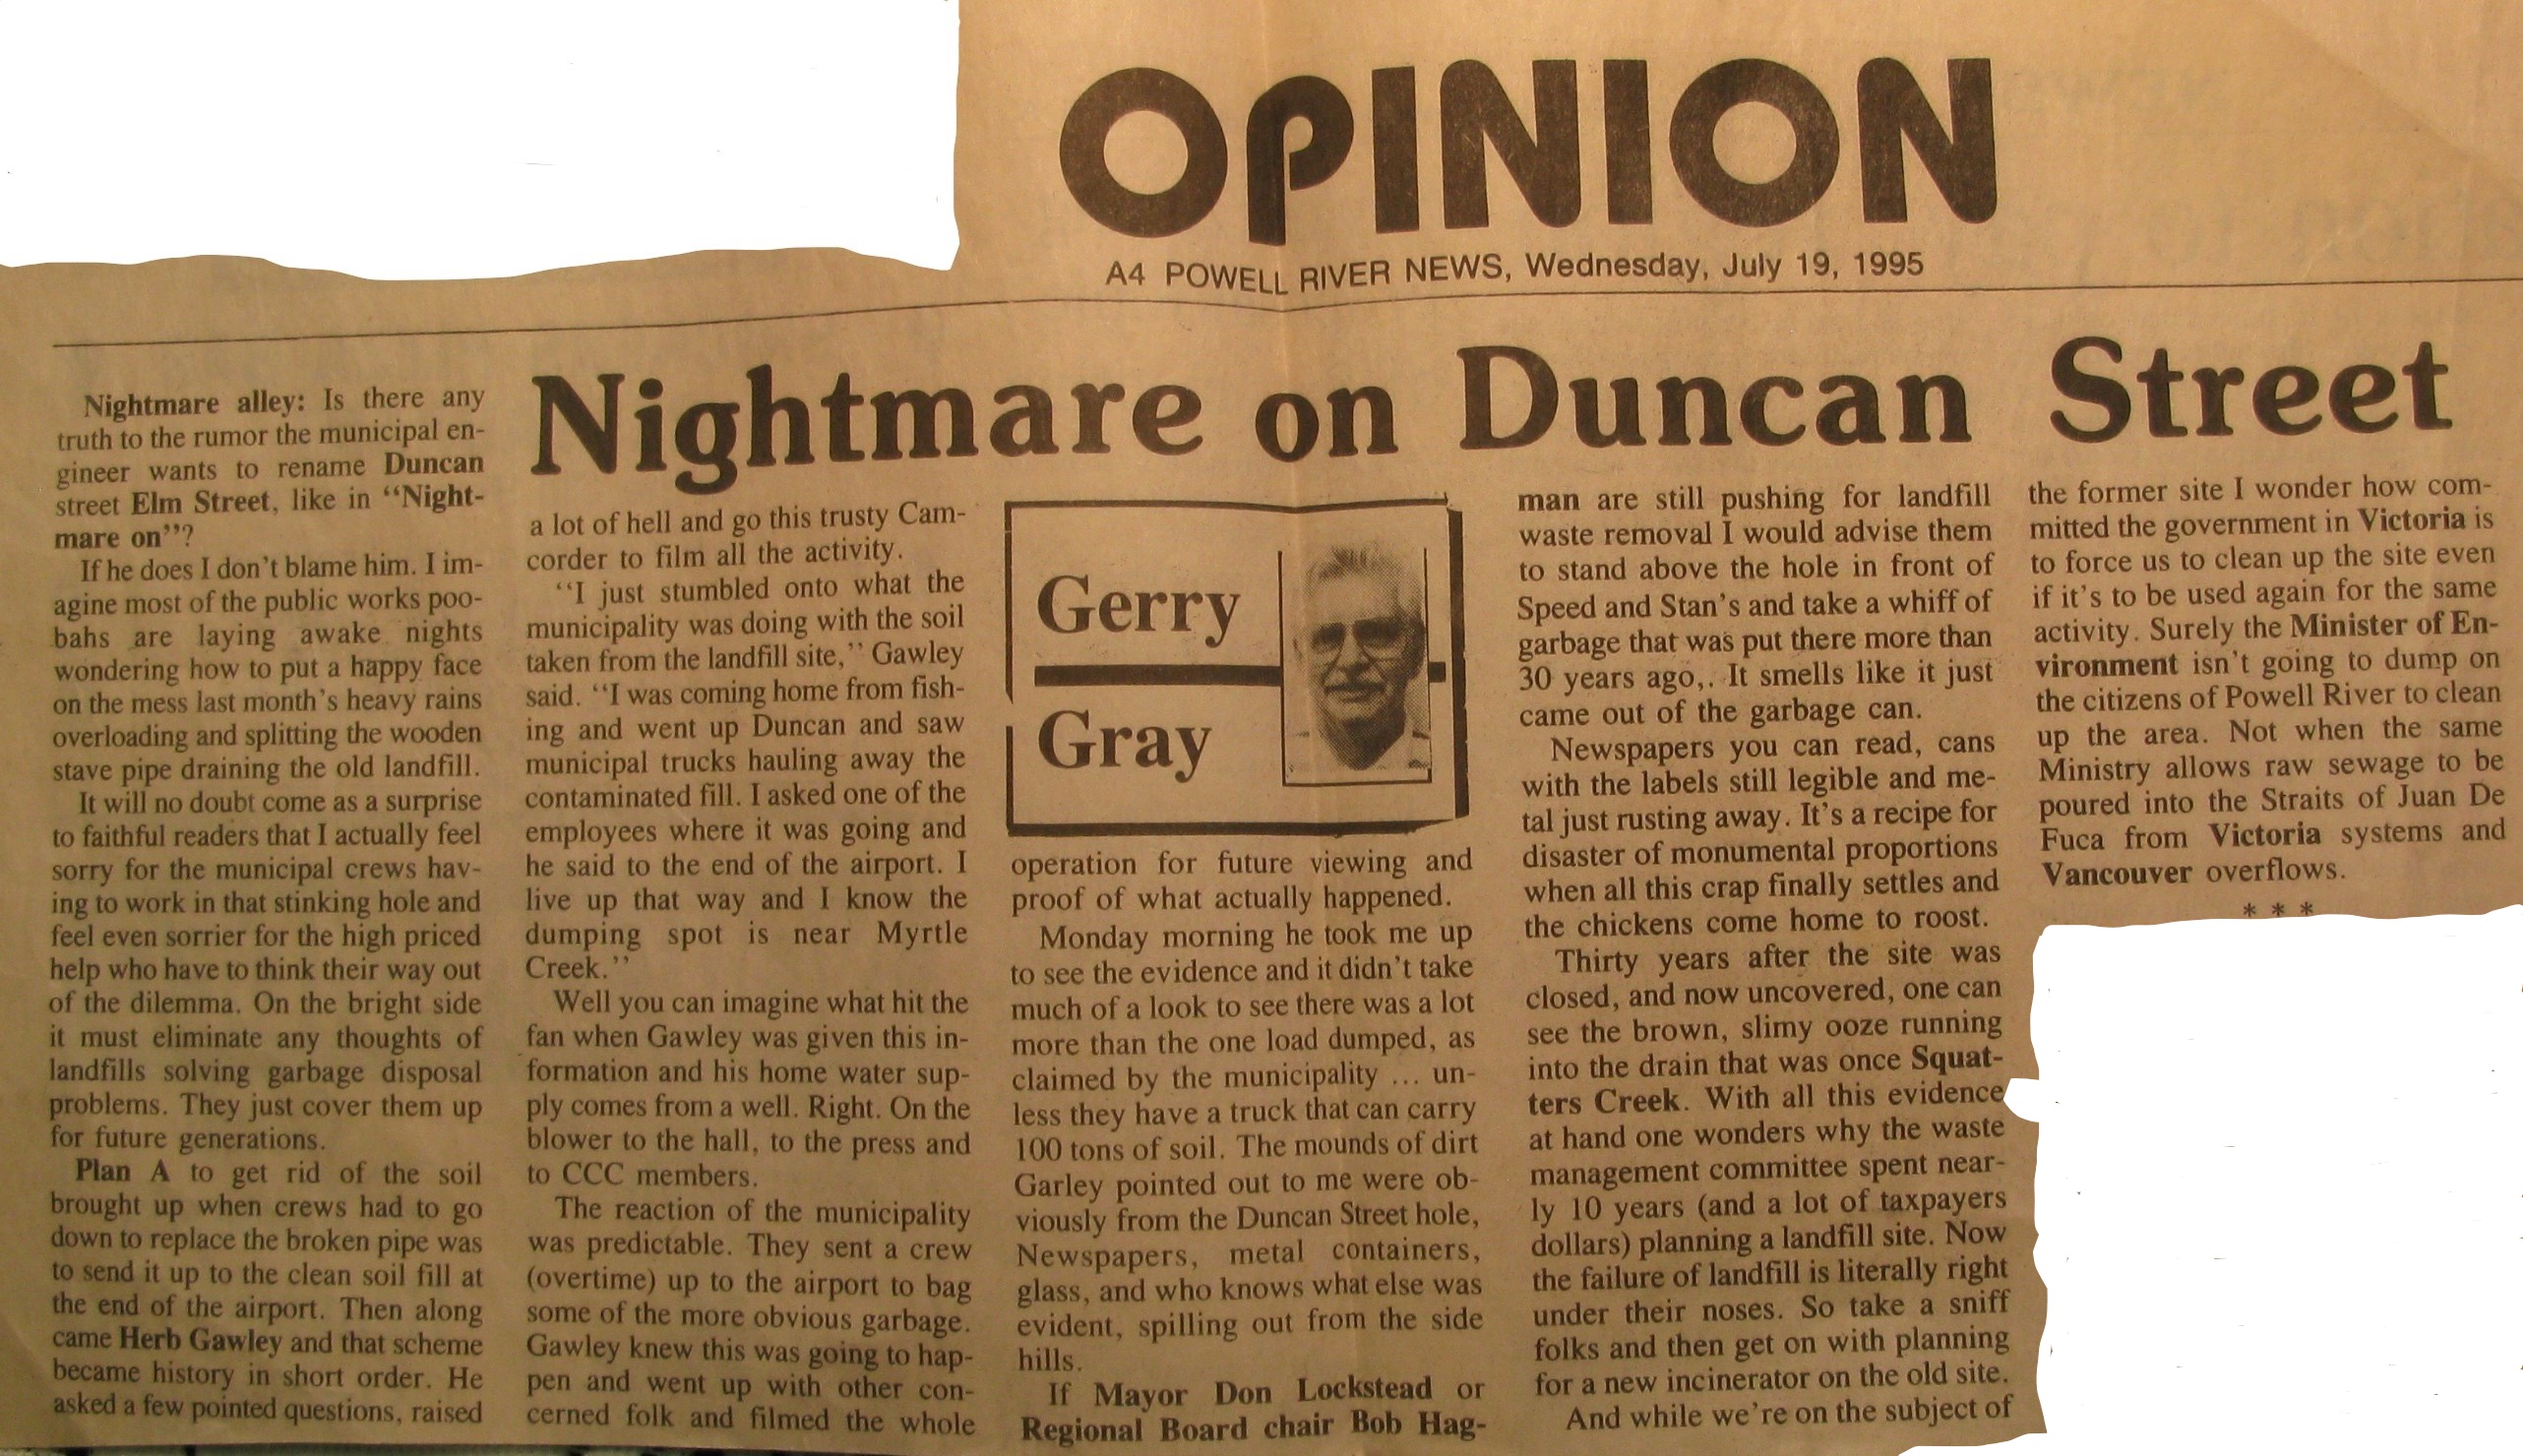 OPINION
A4 POWELL RIVER NEWS, Wednesday, July 19, 1995
Nightmare on Duncan Street
Nightmare alley: Is there any
truth to the rumor the municipal en-
gineer wants to rename Duncan
street Elm Street, like in “Night-
mare on”?
If he does I don't blame him. I im-
agine most of the public works poo-
bahs are laying awake nights
wondering how to put a happy face
on the mess last month's heavy rains
overloading and splitting the wooden
stave pipe draining the old landfill.
It will no doubt come as a surprise
to faithful readers that I actually feel
sorry for the municipal crews hav-
ing to work in that stinking hole and
feel even sorrier for the high priced
help who have to think their way out
of the dilemma. On the bright side
it must eliminate any thoughts of
landfills solving garbage disposal
problems. They just cover them up
for future generations.
Plan A to get rid of the soil
brought up when crews had to go
down to replace the broken pipe was
to send it up to the clean soil fill at
the end of the airport. Then along
came Herb Gawley and that scheme
became history in short order. He
asked a few pointed questions, raised
a lot of hell and go this trusty Cam-
corder to film all the activity.
“I just stumbled onto what the
municipality was doing with the soil
taken from the landfill site,” Gawley
said. “I was coming home from fish-
ing and went up Duncan and saw
municipal trucks hauling away the
contaminated fill. I asked one of the
employees where it was going and
he said to the end of the airport. I
live up that way and I know the
dumping spot is near Myrtle
Creek.”
Well you can imagine what hit the
fan when Gawley was given this in-
formation and his home water sup-
ply comes from a well. Right. On the
blower to the hall, to the press and
to CCC members.
The reaction of the municipality
was predictable. They sent a crew
(overtime) up to the airport to bag
some of the more obvious garbage.
Gawley knew this was going to hap-
pen and went up with other con-
cerned folk and filmed the whole
Gerry
Gray
operation for future viewing and
proof of what actually happened.
Monday morning he took me up
to see the evidence and it didn't take
much of a look to see there was a lot
more than the one load dumped, as
claimed by the municipality ... un-
less they have a truck that can carry
100 tons of soil. The mounds of dirt
Garley pointed out to me were ob-
viously from the Duncan Street hole,
Newspapers, metal containers,
glass, and who knows what else was
evident, spilling out from the side
hills.
If Mayor Don Lockstead or
Regional Board chair Bob Hag-
man are still pushing for landfill
waste removal I would advise them
to stand above the hole in front of
Speed and Stan's and take a whiff of
garbage that was put there more than
30 years ago,. It smells like it just
came out of the garbage can.
Newspapers you can read, cans
with the labels still legible and me-
tal just rusting away. It's a recipe for
disaster of monumental proportions
when all this crap finally settles and
the chickens come home to roost.
Thirty years after the site was
closed, and now uncovered, one can
see the brown, slimy ooze running
into the drain that was once Squat-
ters Creek. With all this evidence
at hand one wonders why the waste
management committee spent near-
ly 10 years (and a lot of taxpayers
dollars) planning a landfill site. Now
the failure of landfill is literally right
under their noses. So take a sniff
folks and then get on with planning
for a new incinerator on the old site.
And while we're on the subject of
the former site I wonder how com-
mitted the government in Victoria is
to force us to clean up the site even
if it's to be used again for the same
activity. Surely the Minister of En-
vironment isn't going to dump on
the citizens of Powell River to clean
up the area. Not when the same
Ministry allows raw sewage to be
poured into the Straits of Juan De
Fuca from Victoria systems and
Vancouver overflows.
* * *